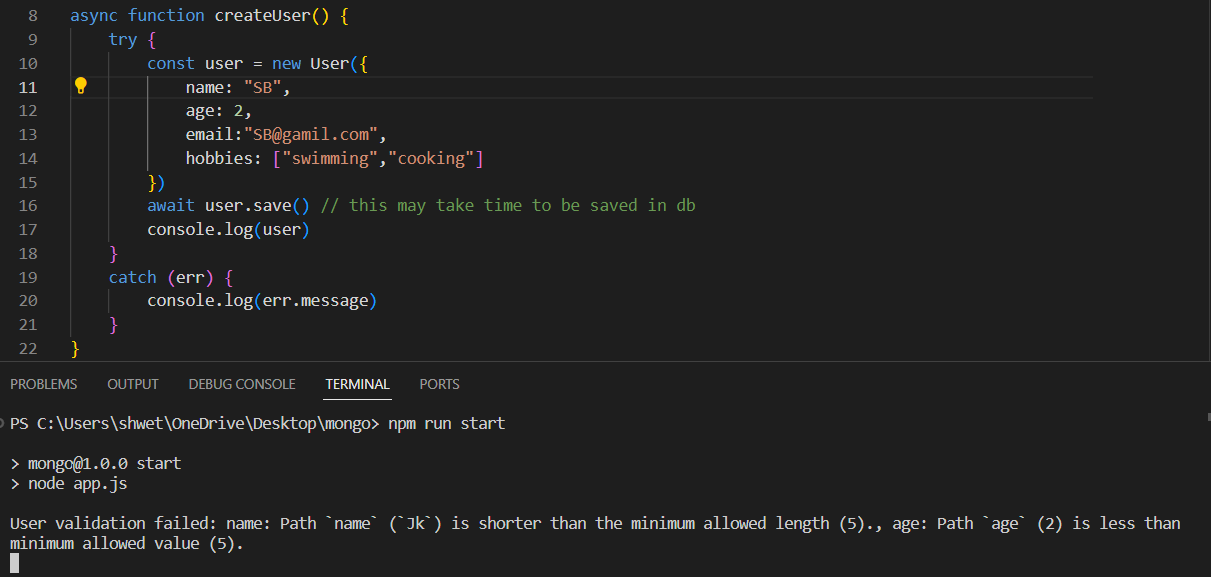 8 async function createUser() {
9 try {
10 const user = new User({
11 name: "SB",
12 age: 2,
13 email:"SB@gamil.com",
14 hobbies: ["swimming","cooking"]
15 })
16 await user.save() // this may take time to be saved in db
17 console.log(user)
18 }
19 catch (err) {
20 console.log(err.message)
21 }
22 }
PROBLEMS OUTPUT DEBUG CONSOLE TERMINAL PORTS
PS C:\Users\shwet\OneDrive\Desktop\mongo> npm run start
> mongo@1.0.0 start
> node app.js
User validation failed: name: Path `name` (`Jk`) is shorter than the minimum allowed length (5)., age: Path `age` (2) is less than
minimum allowed value (5).